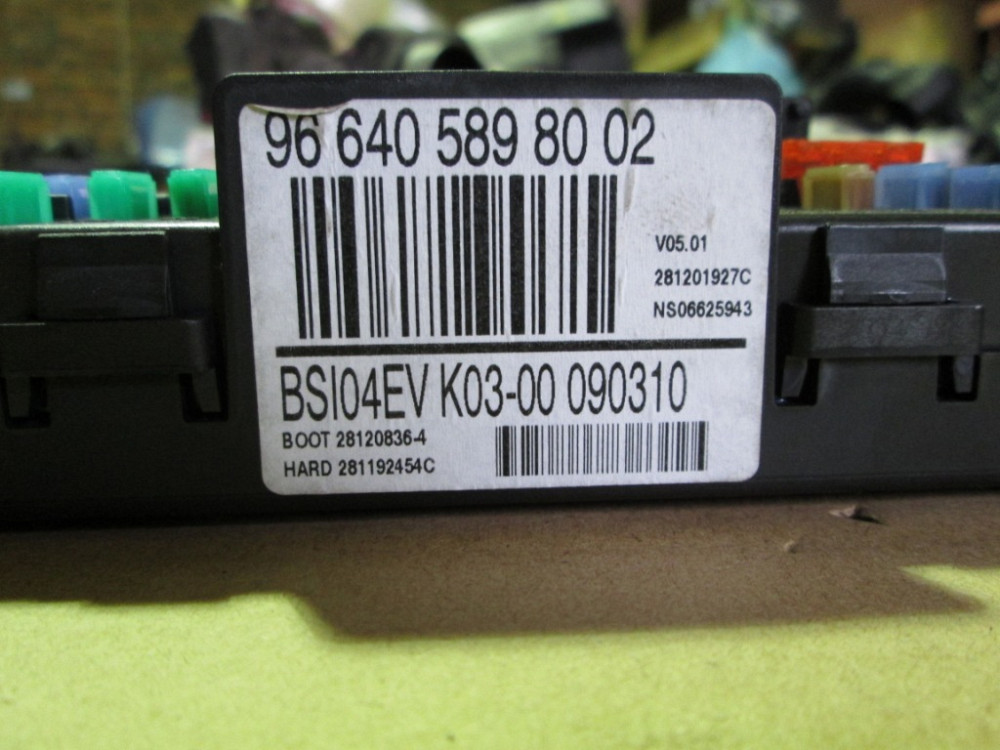 96 640 589 80 02
V05.01
281201927C
NS06625943
BSI04EV K03-00 090310
BOOT 28120836-4
HARD 281192454C